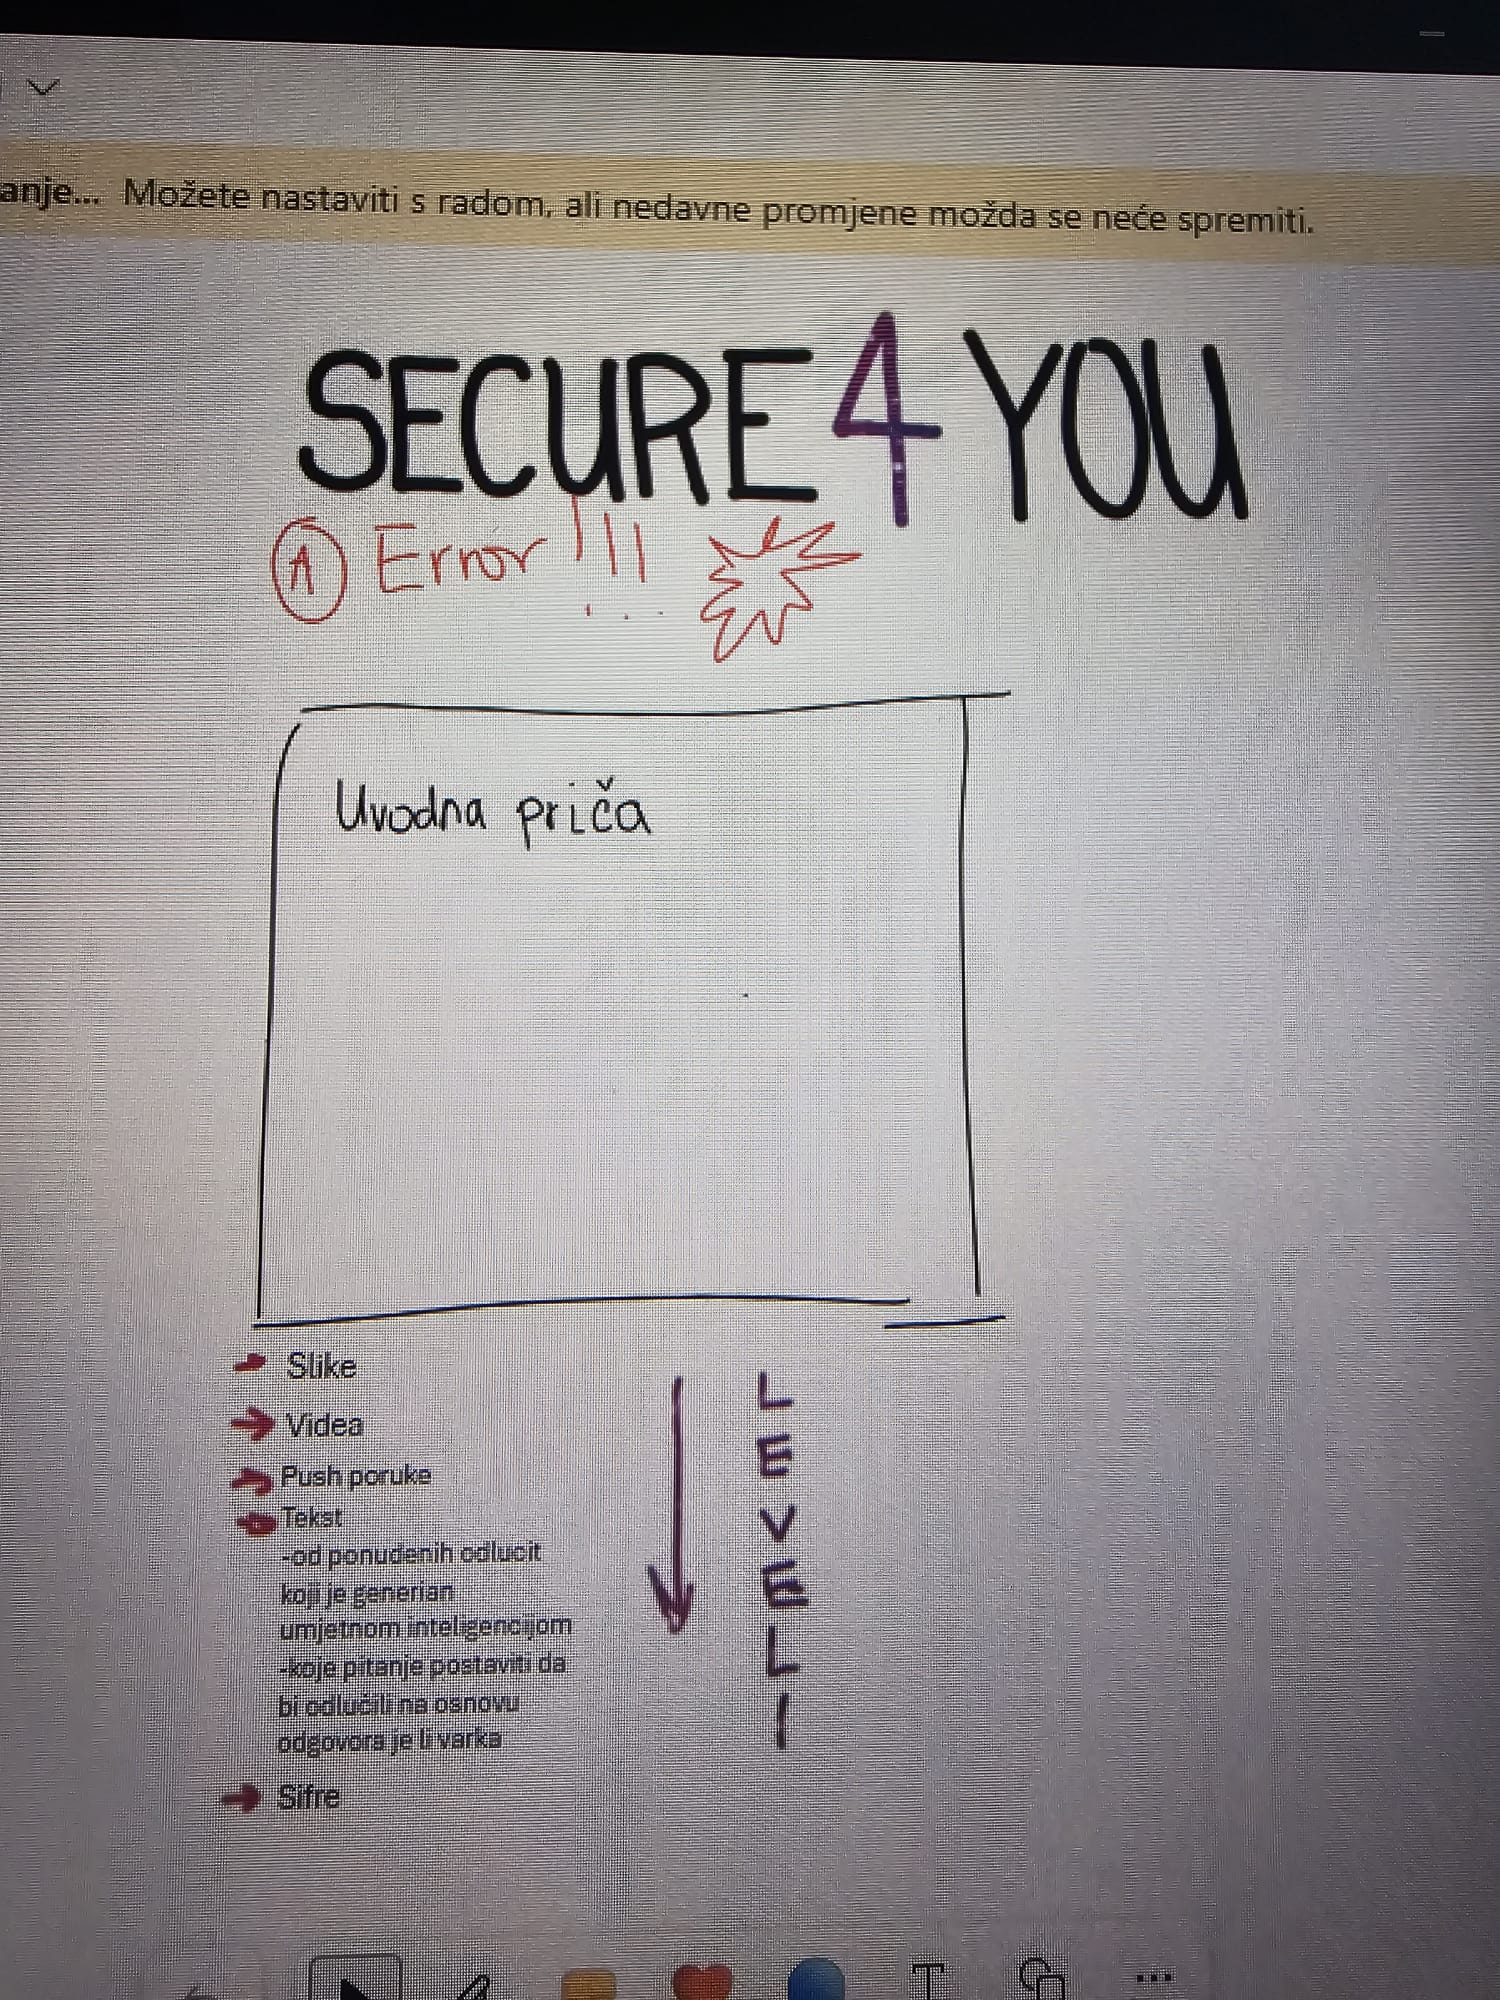 anje... Možete nastaviti s radom, ali nedavne promjene možda se neće spremiti.
SECURE 4 YOU
Error!!!
Uvodna priča
Slike
Videa
Push poruke
Tekst
-od ponuđenih odlucit
koji je generian
umjetnom inteligencijom
-koje pitanje postaviti da
bi odlučili na osnovu
odgovora je li varka
Sifre
LEVELI
T